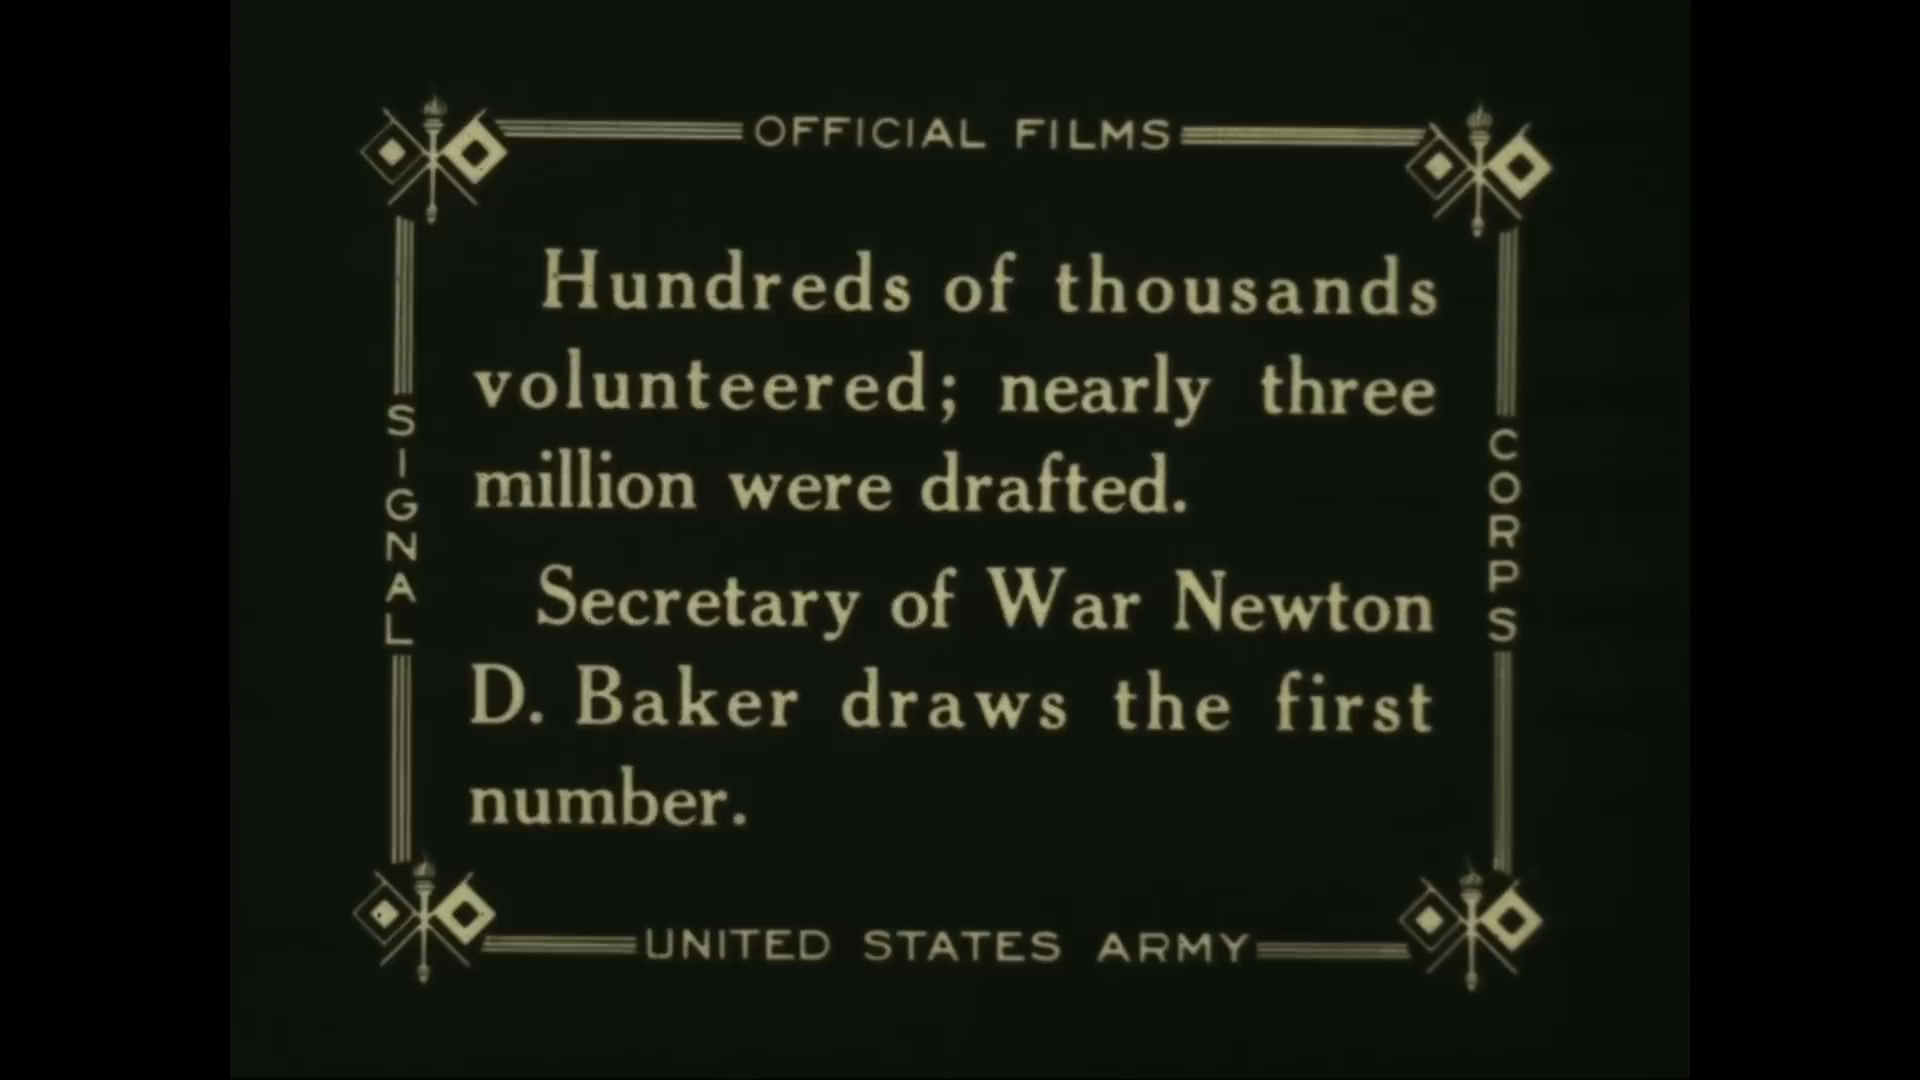 OFFICIAL FILMS
Hundreds of thousands
volunteered; nearly three
million were drafted.
Secretary of War Newton
D. Baker draws the first
number.
SIGNAL
CORPS
UNITED STATES ARMY